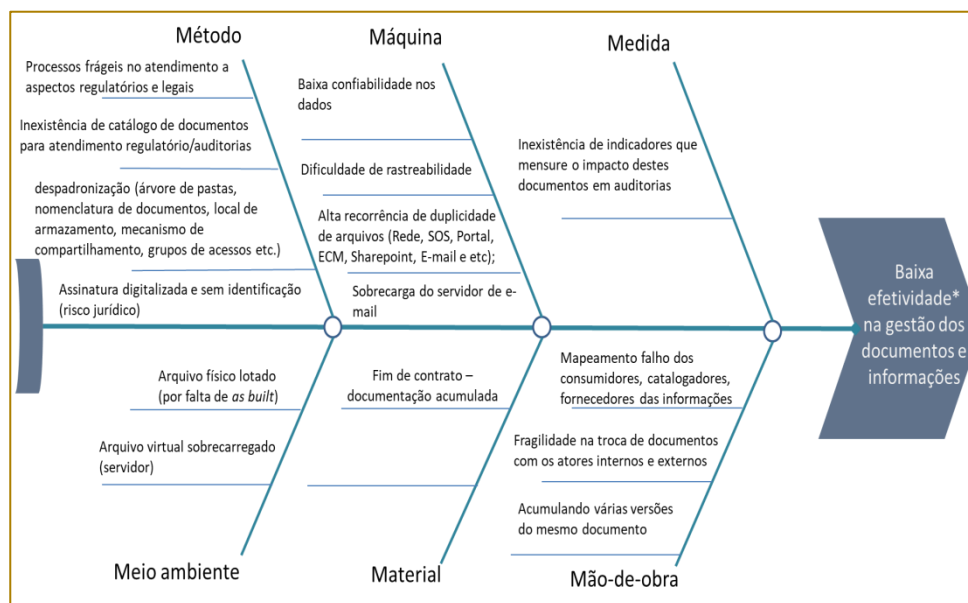 Método
Processos frágeis no atendimento a
aspectos regulatórios e legais
Inexistência de catálogo de documentos
para atendimento regulatório/auditorias
despadronização (árvore de pastas,
nomenclatura de documentos, local de
armazamento, mecanismo de
compartilhamento, grupos de acessos etc.)
Assinatura digitalizada e sem identificação
(risco jurídico)
Máquina
Baixa confiabilidade nos
dados
Dificuldade de rastreabilidade
Alta recorrência de duplicidade
de arquivos (Rede, SOS, Portal,
ECM, Sharepoint, E-mail e etc);
Sobrecarga do servidor de e-
mail
Medida
Inexistência de indicadores que
mensure o impacto destes
documentos em auditorias
Baixa
efetividade*
na gestão dos
documentos e
informações
Arquivo físico lotado
(por falta de as built)
Arquivo virtual sobrecarregado
(servidor)
Meio ambiente
Fim de contrato –
documentação acumulada
Material
Mapeamento falho dos
consumidores, catalogadores,
fornecedores das informações
Fragilidade na troca de documentos
com os atores internos e externos
Acumulando várias versões
do mesmo documento
Mão-de-obra